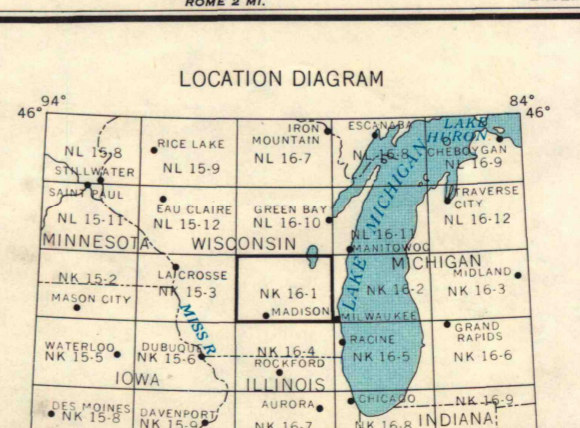 ROME 2 MI.
LOCATION DIAGRAM
46° 94°
84° 46°
NL 15-8
STILLWATER
RICE LAKE
NL 15-9
IRON MOUNTAIN
NL 16-7
ESCANABA
NL 16-8
LAKE HURON
CHEBOYGAN
NL 16-9
SAINT PAUL
NL 15-11
EAU CLAIRE
NL 15-12
GREEN BAY
NL 16-10
NL 16-11
MANITOWOC
TRAVERSE CITY
NL 16-12
MINNESOTA
WISCONSIN
LAKE MICHIGAN
MICHIGAN
NK 15-2
MASON CITY
LA CROSSE
NK 15-3
NK 16-1
MADISON
NK 16-2
MILWAUKEE
MIDLAND
NK 16-3
MISS R
WATERLOO
NK 15-5
DUBUQUE
NK 15-6
NK 16-4
ROCKFORD
RACINE
NK 16-5
GRAND RAPIDS
NK 16-6
IOWA
ILLINOIS
DES MOINES
NK 15-8
DAVENPORT
NK 15-9
AURORA
NK 16-7
CHICAGO
NK 16-8
NK 16-9
INDIANA